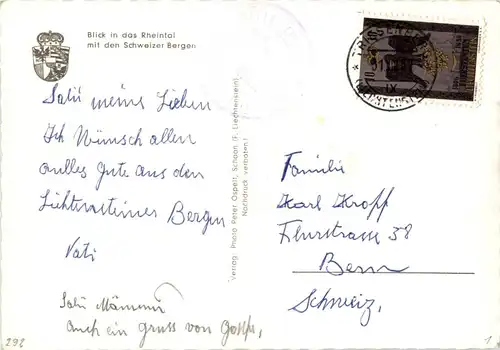 Blick in das Rheintal
mit den Schweizer Bergen
Salü meine Lieben
Ich Wünsch allen
alles Gute aus den
Lichtensteiner Bergen
Vati
Salü
auch ein gruss von
Verlag: Photo Peter Ospelt, Schaan (F. Liechtenstein)
Nachdruck verboten!
Familie
Karl Kropf
Flurstrasse 38
Bern
Schweiz,
292
1